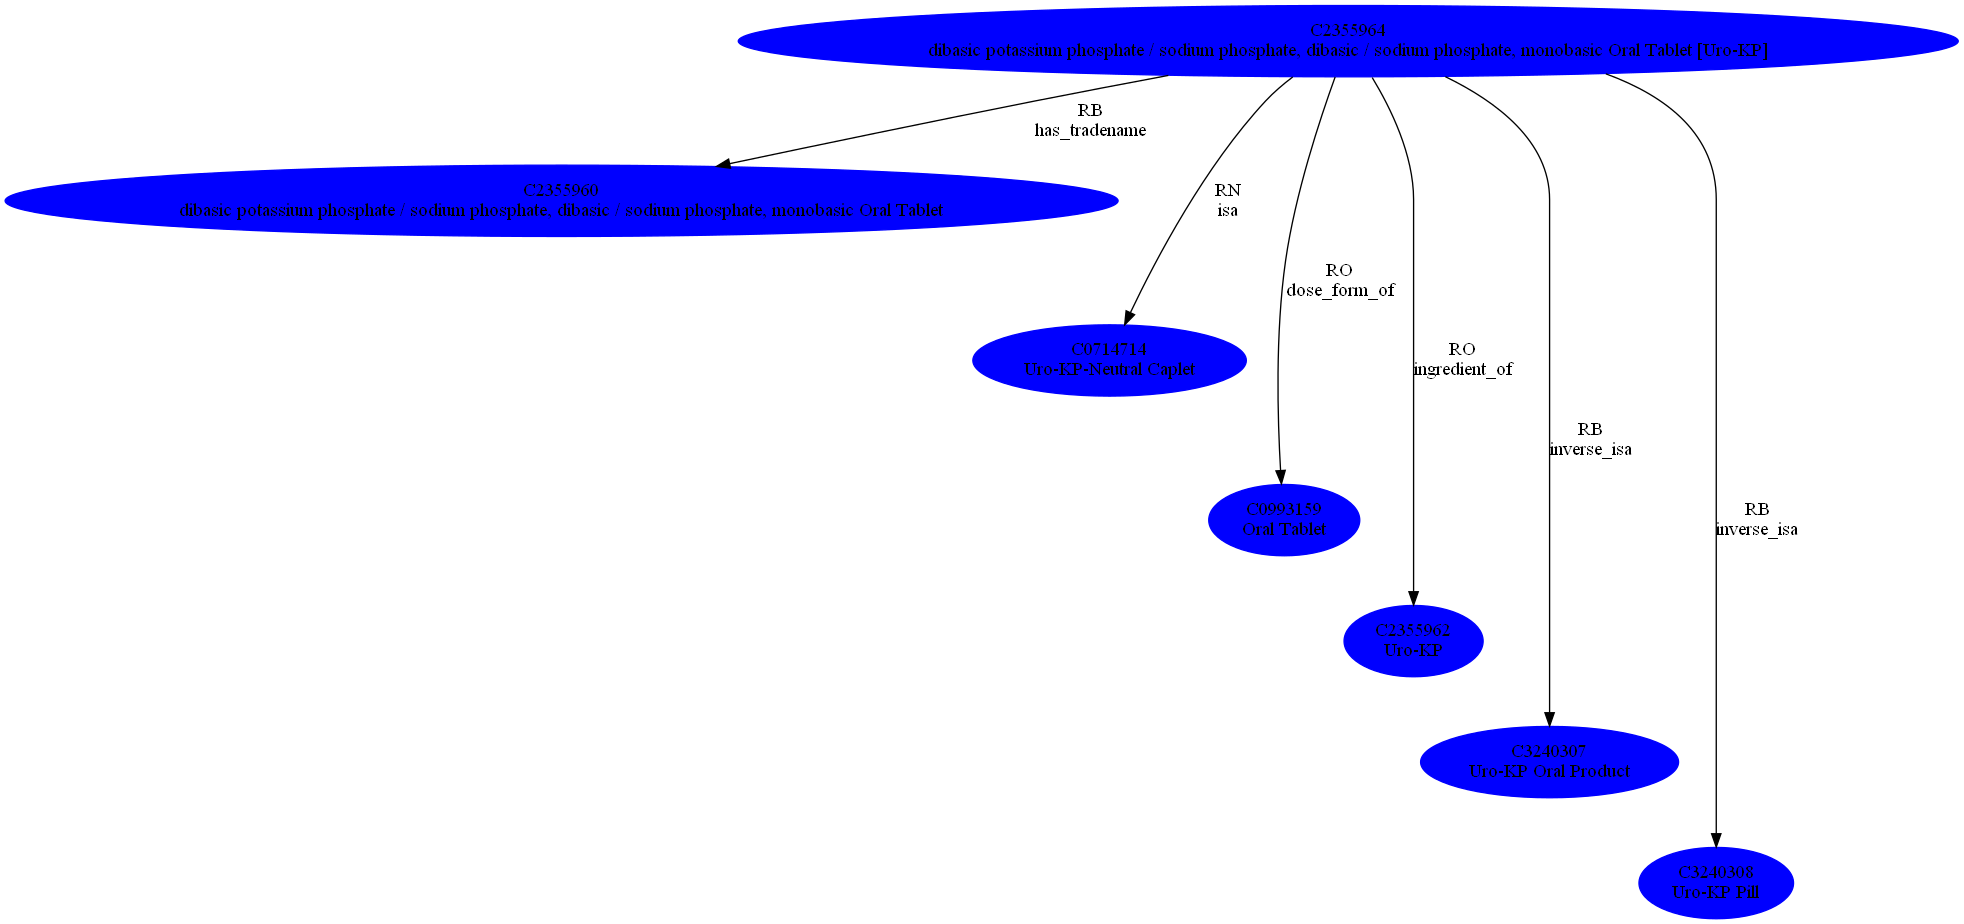 C2355964
dibasic potassium phosphate / sodium phosphate, dibasic / sodium phosphate, monobasic Oral Tablet [Uro-KP]
RB
has_tradename
C2355960
dibasic potassium phosphate / sodium phosphate, dibasic / sodium phosphate, monobasic Oral Tablet
RN
isa
RO
dose_form_of
C0714714
Uro-KP-Neutral Caplet
RO
ingredient_of
RB
inverse_isa
C0993159
Oral Tablet
RB
inverse_isa
C2355962
Uro-KP
C3240307
Uro-KP Oral Product
C3240308
Uro-KP Pill